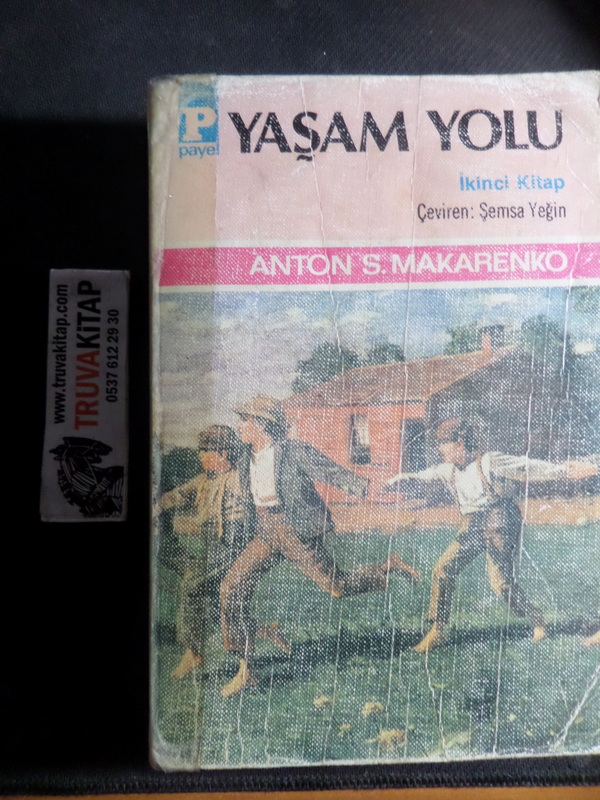 P
payel
YAŞAM YOLU
İkinci Kitap
Çeviren: Şemsa Yeğin
ANTON S. MAKARENKO
www.truvakitap.com
TRUVAKiTAP
0537 612 29 30